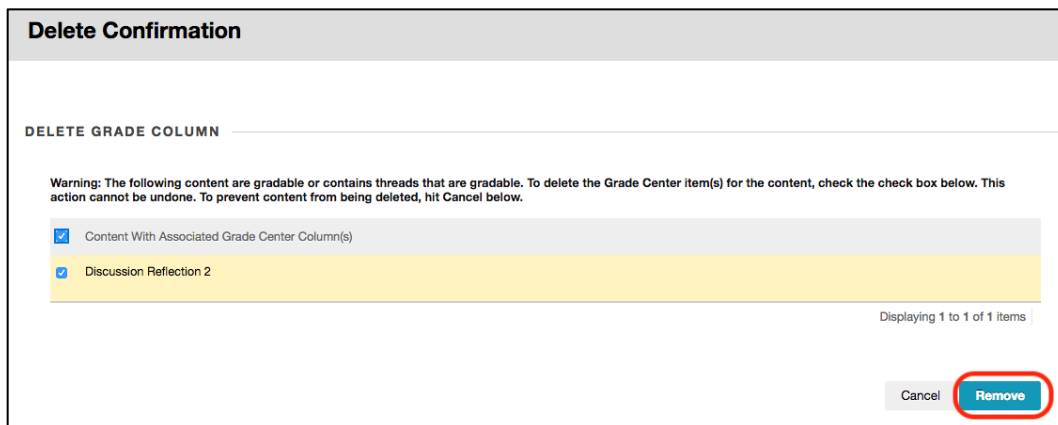 Delete Confirmation
DELETE GRADE COLUMN
Warning: The following content are gradable or contains threads that are gradable. To delete the Grade Center item(s) for the content, check the check box below. This
action cannot be undone. To prevent content from being deleted, hit Cancel below.
Content With Associated Grade Center Column(s)
Discussion Reflection 2
Displaying 1 to 1 of 1 items
Cancel Remove